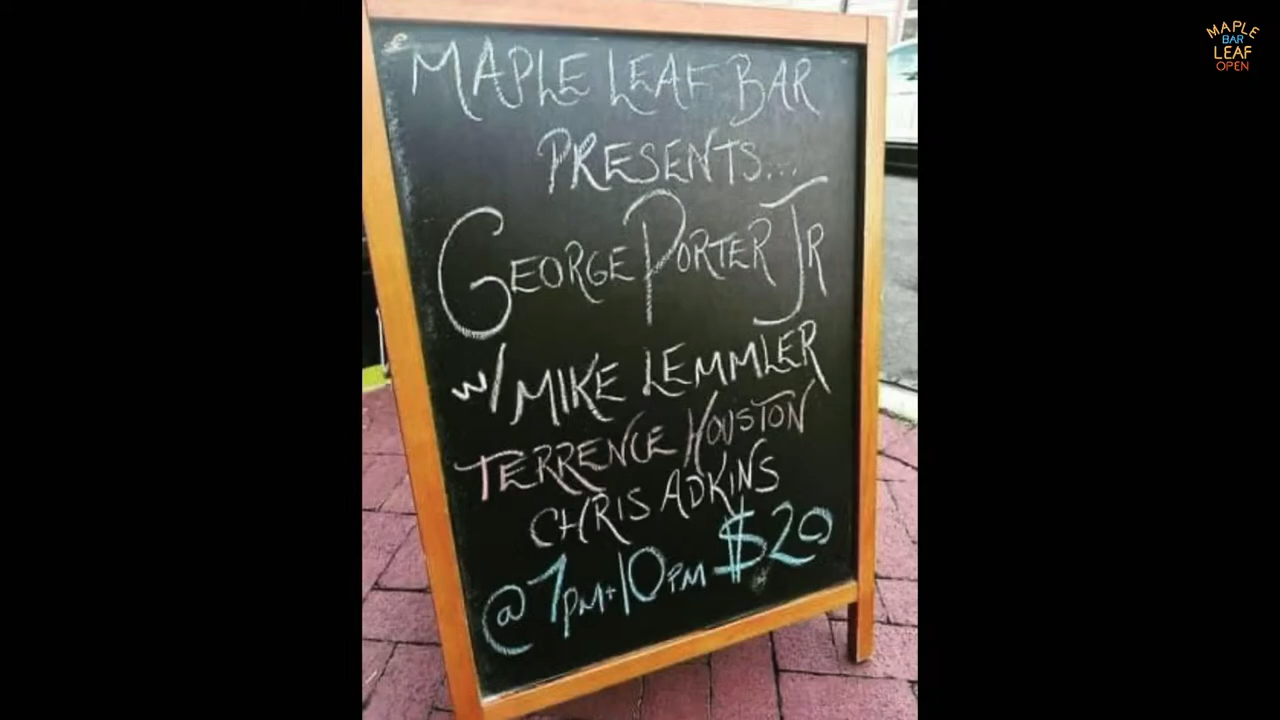 MAPLE LEAF BAR
PRESENTS...
GEORGE PORTER JR
W/ MIKE LEMMLER
TERRENCE HOUSTON
CHRIS ADKINS
@ 7PM + 10PM $20
MAPLE
BAR
LEAF
OPEN